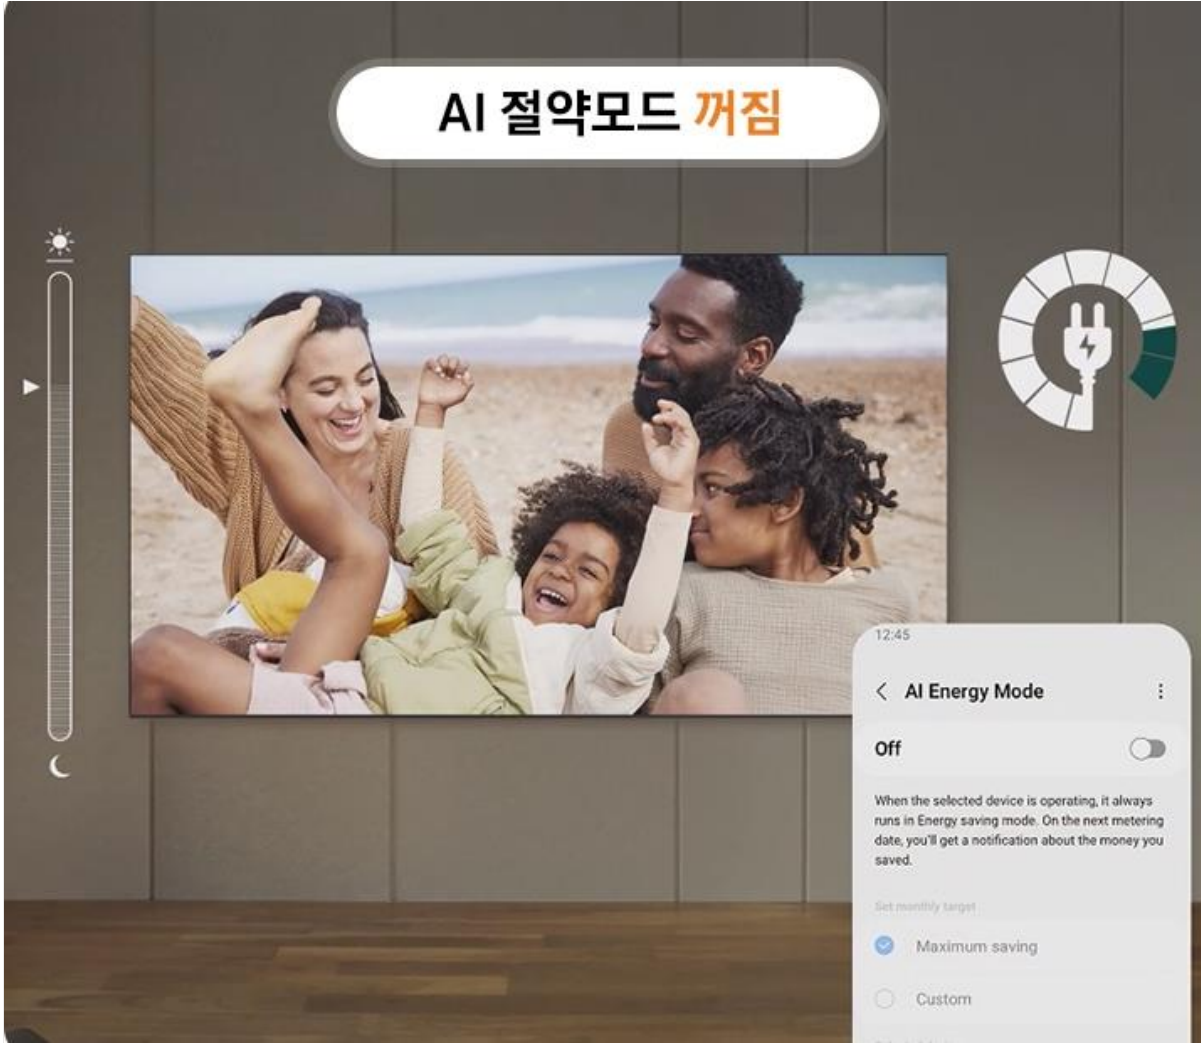 AI 절약모드 꺼짐
12:45
AI Energy Mode
Off
When the selected device is operating, it always
runs in Energy saving mode. On the next metering
date, you'll get a notification about the money you
saved.
Set monthly target
Maximum saving
Custom